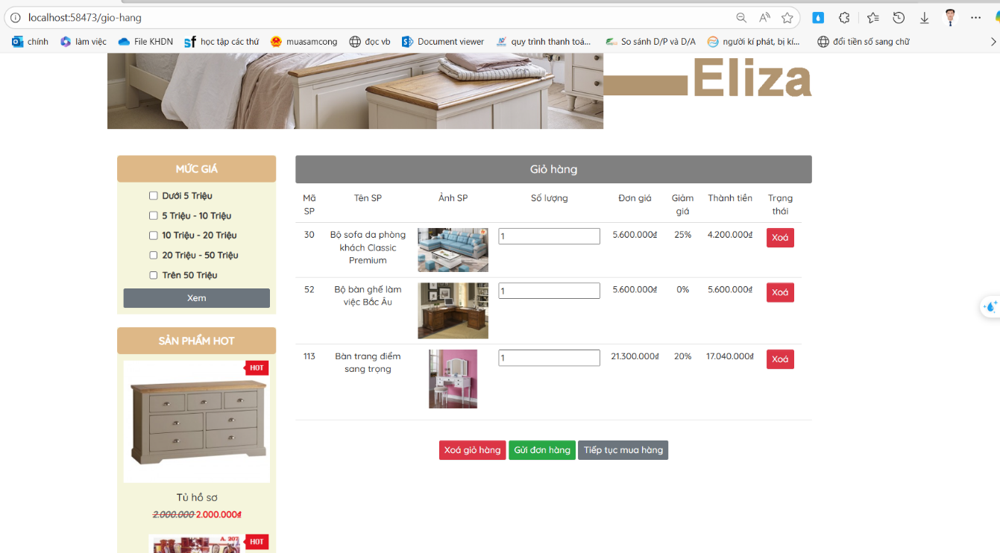 localhost:58473/gio-hang
chính
làm việc
File KHDN
học tập các thứ
muasamcong
đọc vb
Document viewer
quy trình thanh toá...
So sánh D/P và D/A
người kí phát, bị kí...
đổi tiền số sang chữ
Eliza
MỨC GIÁ
Dưới 5 Triệu
5 Triệu - 10 Triệu
10 Triệu - 20 Triệu
20 Triệu - 50 Triệu
Trên 50 Triệu
Xem
SẢN PHẨM HOT
HOT
Tủ hồ sơ
2.000.000 2.000.000₫
A. 207
HOT
Giỏ hàng
Mã SP Tên SP Ảnh SP Số lượng Đơn giá Giảm giá Thành tiền Trạng thái
30 Bộ sofa da phòng khách Classic Premium 1 5.600.000₫ 25% 4.200.000₫ Xoá
52 Bộ bàn ghế làm việc Bắc Âu 1 5.600.000₫ 0% 5.600.000₫ Xoá
113 Bàn trang điểm sang trọng 1 21.300.000₫ 20% 17.040.000₫ Xoá
Xoá giỏ hàng Gửi đơn hàng Tiếp tục mua hàng